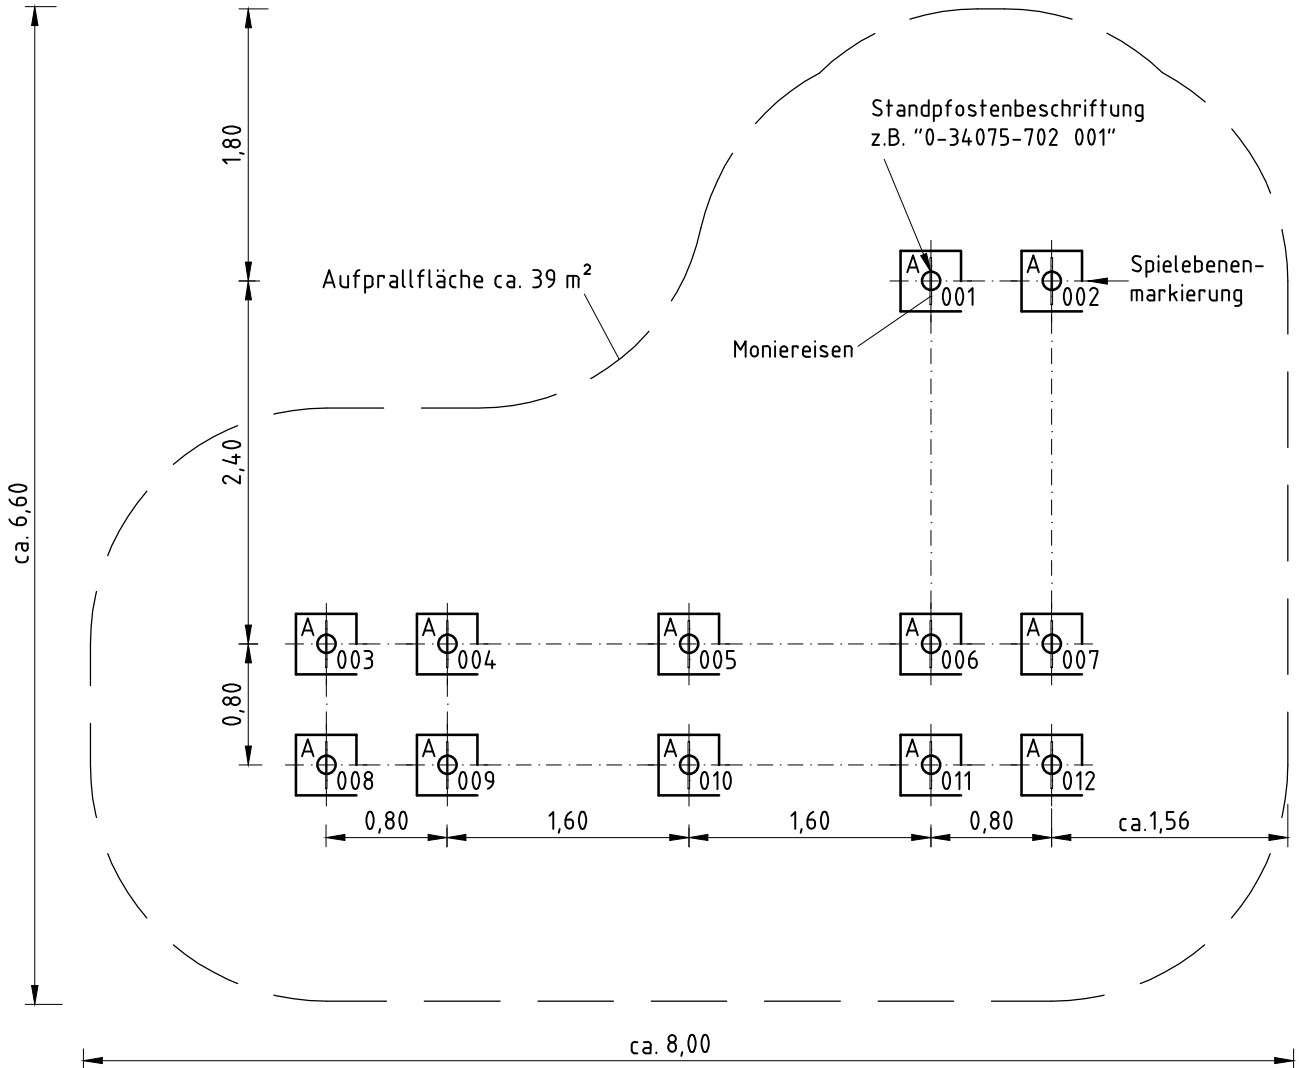 Standpfostenbeschriftung
z.B. "0-34075-702 001"
1,80
Aufprallfläche ca. 39 m²
A
001
A
002
Spielebenen-
markierung
Moniereisen
2,40
ca. 6,60
A
003
A
004
A
005
A
006
A
007
0,80
A
008
A
009
A
010
A
011
A
012
0,80
1,60
1,60
0,80
ca.1,56
ca. 8,00